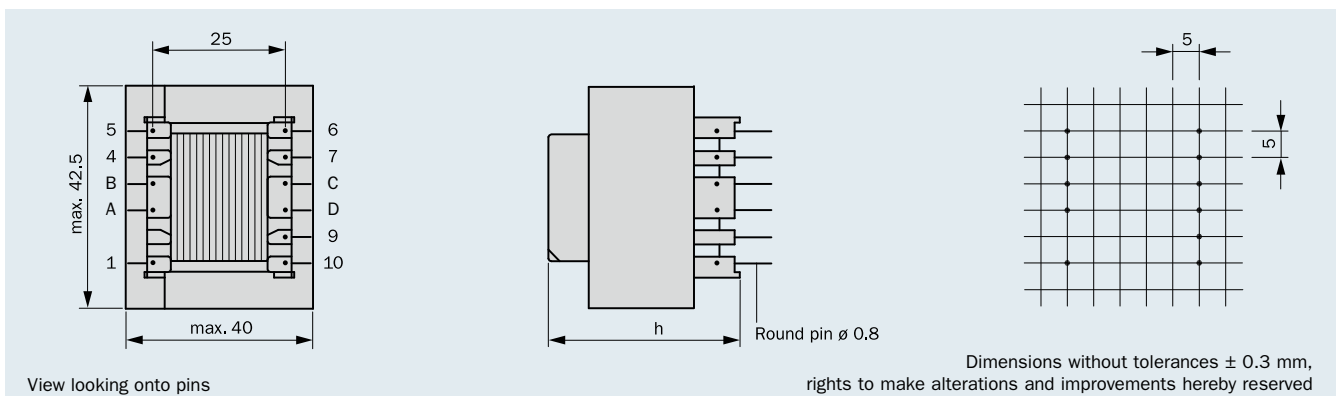 25
5
5 6
4 7
B C
A D
9
1 10
max. 42.5
max. 40
h
Round pin ø 0.8
5
View looking onto pins
Dimensions without tolerances ± 0.3 mm,
rights to make alterations and improvements hereby reserved